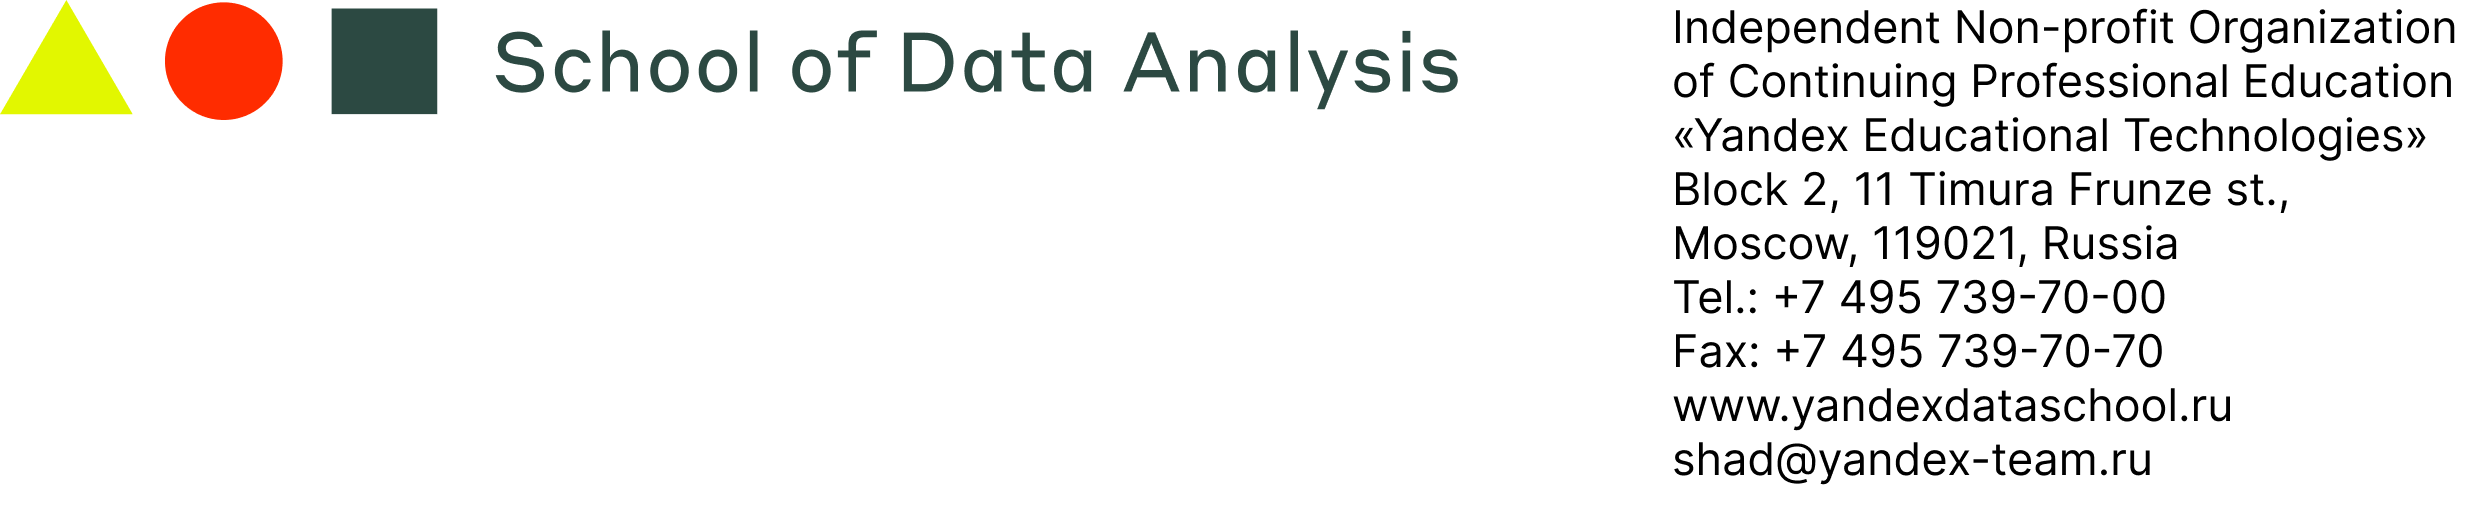 School of Data Analysis
Independent Non-profit Organization
of Continuing Professional Education
«Yandex Educational Technologies»
Block 2, 11 Timura Frunze st.,
Moscow, 119021, Russia
Tel.: +7 495 739-70-00
Fax: +7 495 739-70-70
www.yandexdataschool.ru
shad@yandex-team.ru